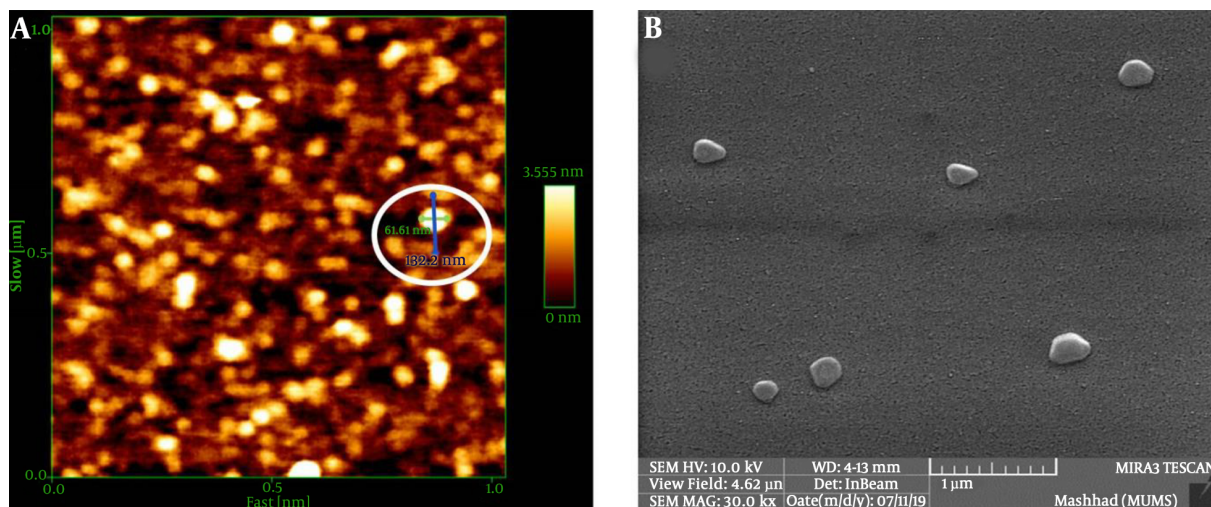 A
1.0
Slow [µm]
0.5
0.0
0.0
0.5
1.0
Fast [nm]
61.61 nm
132.2 nm
3.555 nm
0 nm
B
SEM HV: 10.0 kV
WD: 4-13 mm
View Field: 4.62 µn
Det: InBeam
1 µm
MIRA3 TESCAN
SEM MAG: 30.0 kx
Oate(m/d/y): 07/11/19
Mashhad (MUMS)